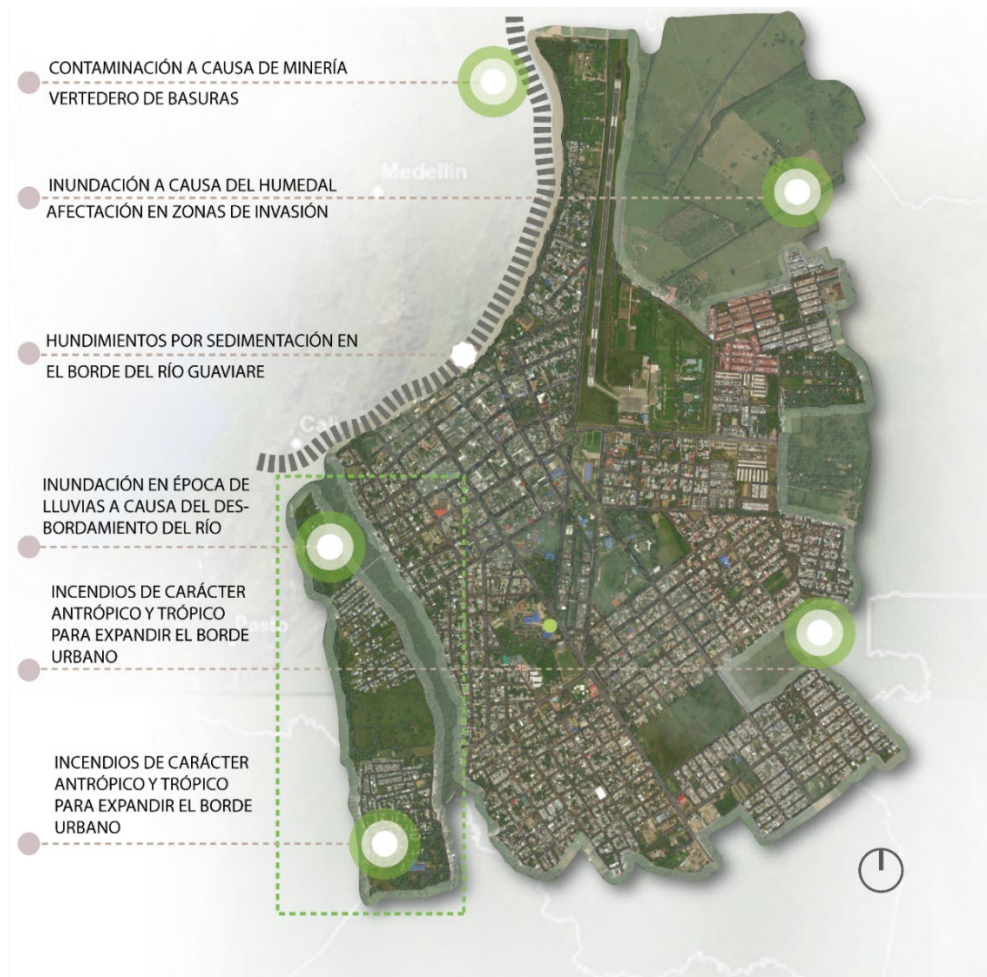 CONTAMINACIÓN A CAUSA DE MINERÍA
VERTEDERO DE BASURAS
Medellin
INUNDACIÓN A CAUSA DEL HUMEDAL
AFECTACIÓN EN ZONAS DE INVASIÓN
HUNDIMIENTOS POR SEDIMENTACIÓN EN
EL BORDE DEL RÍO GUAVIARE
Cali
INUNDACIÓN EN ÉPOCA DE
LLUVIAS A CAUSA DEL DES-
BORDAMIENTO DEL RÍO
INCENDIOS DE CARÁCTER
ANTRÓPICO Y TRÓPICO
PARA EXPANDIR EL BORDE
URBANO
Pasto
INCENDIOS DE CARÁCTER
ANTRÓPICO Y TRÓPICO
PARA EXPANDIR EL BORDE
URBANO